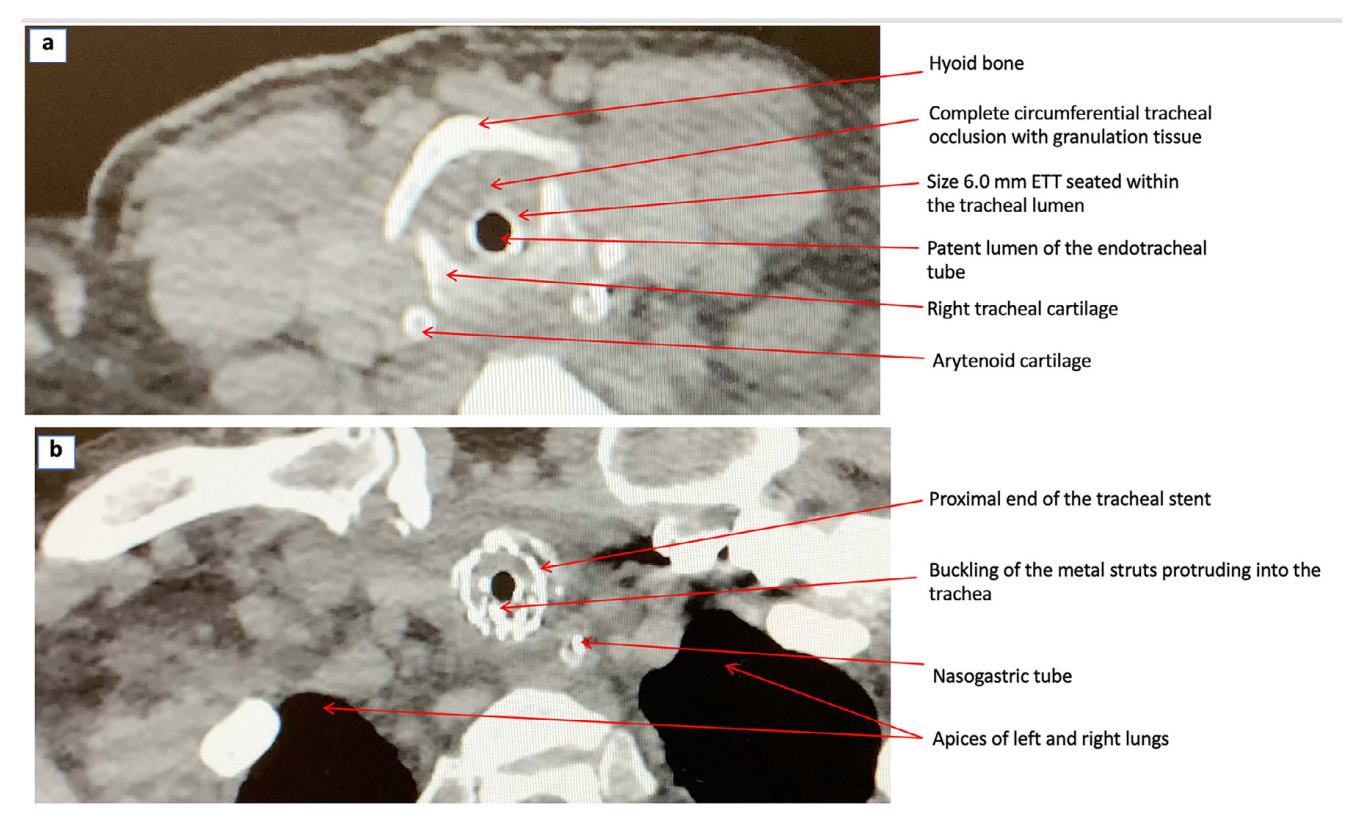 a
Hyoid bone
Complete circumferential tracheal
occlusion with granulation tissue
Size 6.0 mm ETT seated within
the tracheal lumen
Patent lumen of the endotracheal
tube
Right tracheal cartilage
Arytenoid cartilage
b
Proximal end of the tracheal stent
Buckling of the metal struts protruding into the
trachea
Nasogastric tube
Apices of left and right lungs